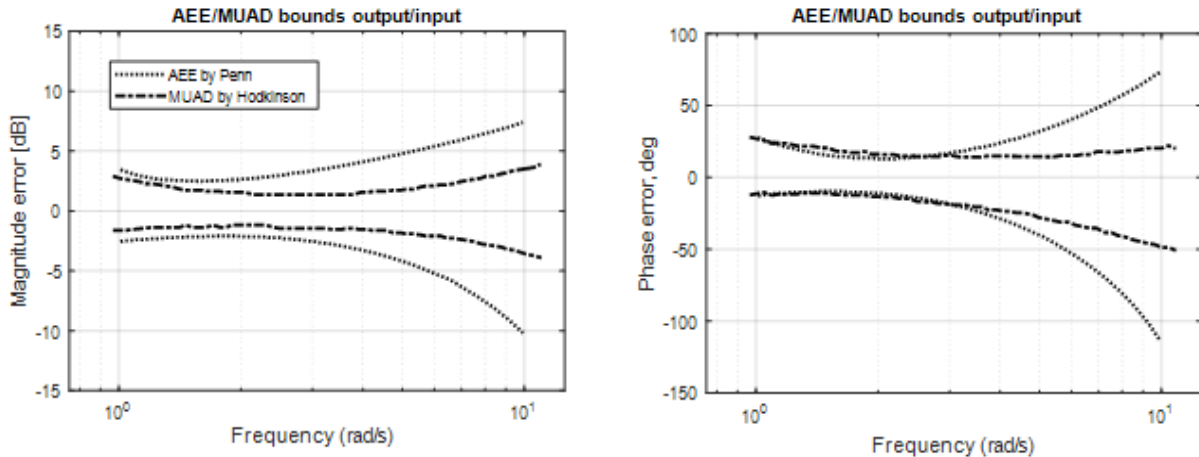 AEE/MUAD bounds output/input
15
10
5
0
-5
-10
-15
Magnitude error [dB]
AEE by Penn
MUAD by Hodkinson
10^0
10^1
Frequency (rad/s)
AEE/MUAD bounds output/input
100
50
0
-50
-100
-150
Phase error, deg
10^0
10^1
Frequency (rad/s)